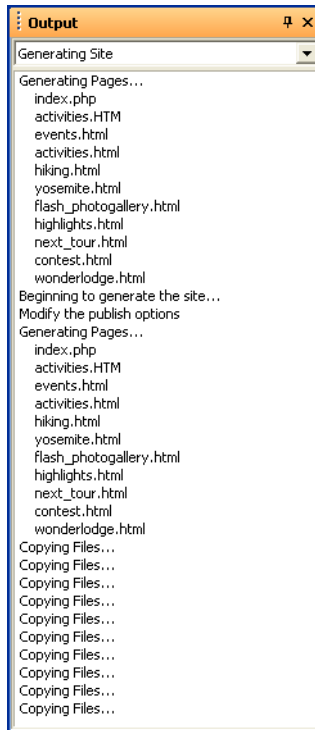 Output
Generating Site
Generating Pages...
index.php
activities.HTM
events.html
activities.html
hiking.html
yosemite.html
flash_photogallery.html
highlights.html
next_tour.html
contest.html
wonderlodge.html
Beginning to generate the site...
Modify the publish options
Generating Pages...
index.php
activities.HTM
events.html
activities.html
hiking.html
yosemite.html
flash_photogallery.html
highlights.html
next_tour.html
contest.html
wonderlodge.html
Copying Files...
Copying Files...
Copying Files...
Copying Files...
Copying Files...
Copying Files...
Copying Files...
Copying Files...
Copying Files...
Copying Files...